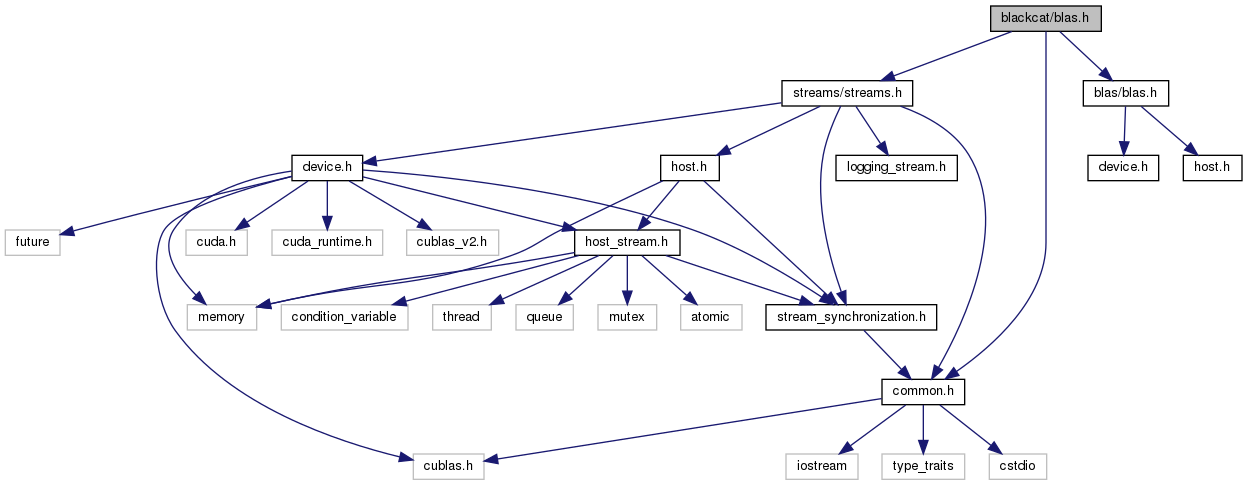 blackcat/blas.h
streams/streams.h
blas/blas.h
device.h
host.h
logging_stream.h
device.h
host.h
future
cuda.h
cuda_runtime.h
cublas_v2.h
host_stream.h
memory
condition_variable
thread
queue
mutex
atomic
stream_synchronization.h
common.h
cublas.h
iostream
type_traits
cstdio